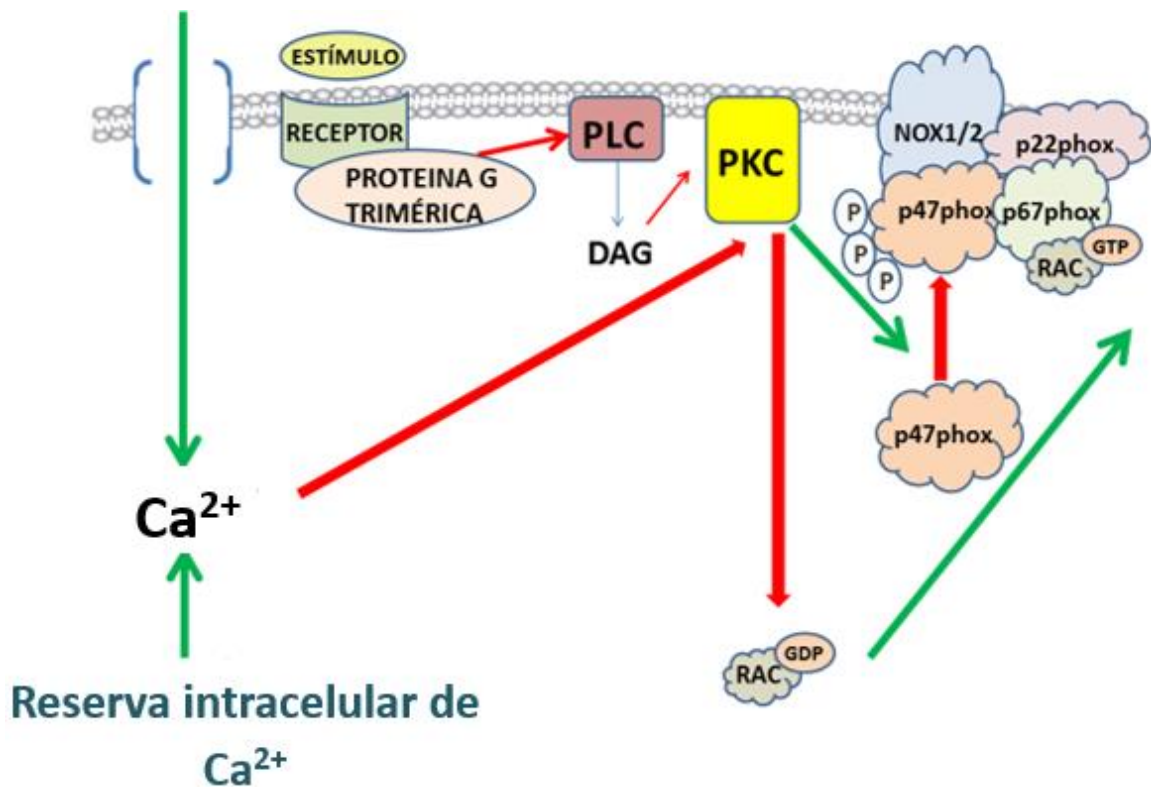 ESTÍMULO
RECEPTOR
PROTEINA G
TRIMÉRICA
PLC
DAG
PKC
NOX1/2
p22phox
p47phox
p67phox
P
P
P
RAC
GTP
p47phox
Ca²⁺
RAC
GDP
Reserva intracelular de
Ca²⁺